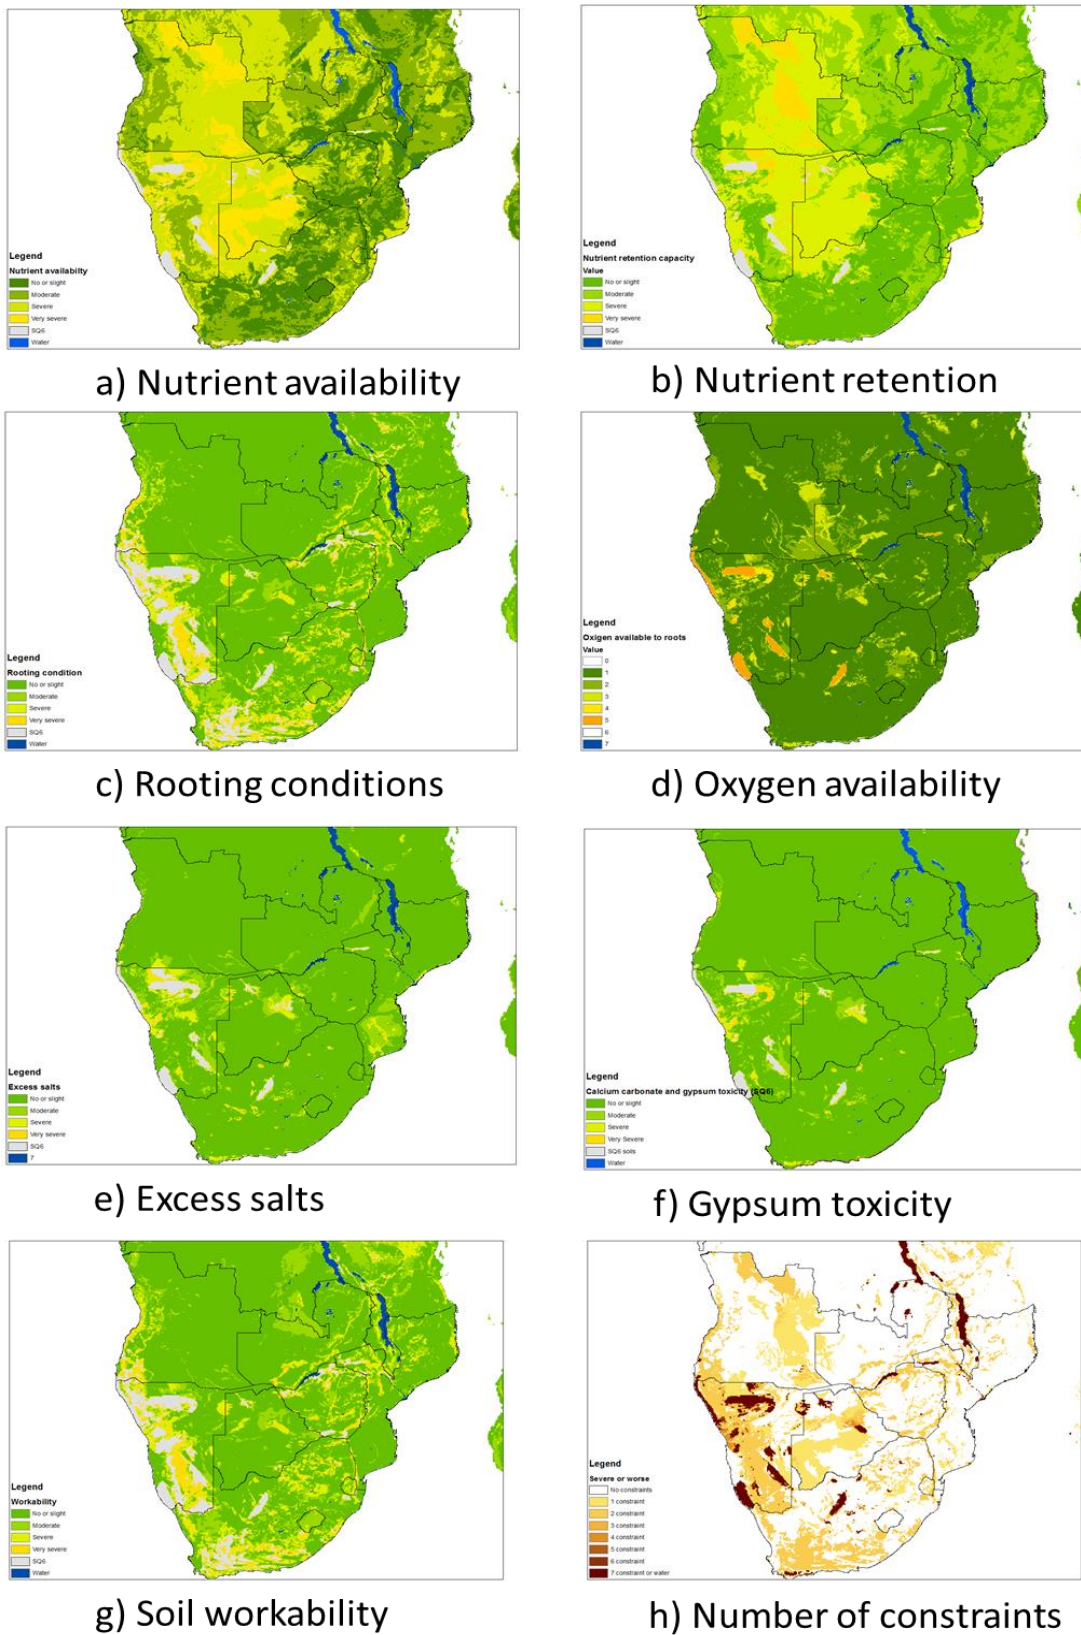 Legend
Nutrient availabilty
No or slight
Moderate
Severe
Very severe
SQ6
Water
a) Nutrient availability
Legend
Nutrient retention capacity
Value
No or slight
Moderate
Severe
Very severe
SQ6
Water
b) Nutrient retention
Legend
Rooting condition
No or slight
Moderate
Severe
Very severe
SQ6
Water
c) Rooting conditions
Legend
Oxigen available to roots
Value
0
1
2
3
4
5
6
7
d) Oxygen availability
Legend
Excess salts
No or slight
Moderate
Severe
Very severe
SQ6
7
e) Excess salts
Legend
Calcium carbonate and gypsum toxicity (SQ6)
No or slight
Moderate
Severe
Very Severe
SQ6 soils
Water
f) Gypsum toxicity
Legend
Workability
No or slight
Moderate
Severe
Very severe
SQ6
Water
g) Soil workability
Legend
Severe or worse
No constraints
1 constraint
2 constraint
3 constraint
4 constraint
5 constraint
6 constraint
7 constraint or water
h) Number of constraints